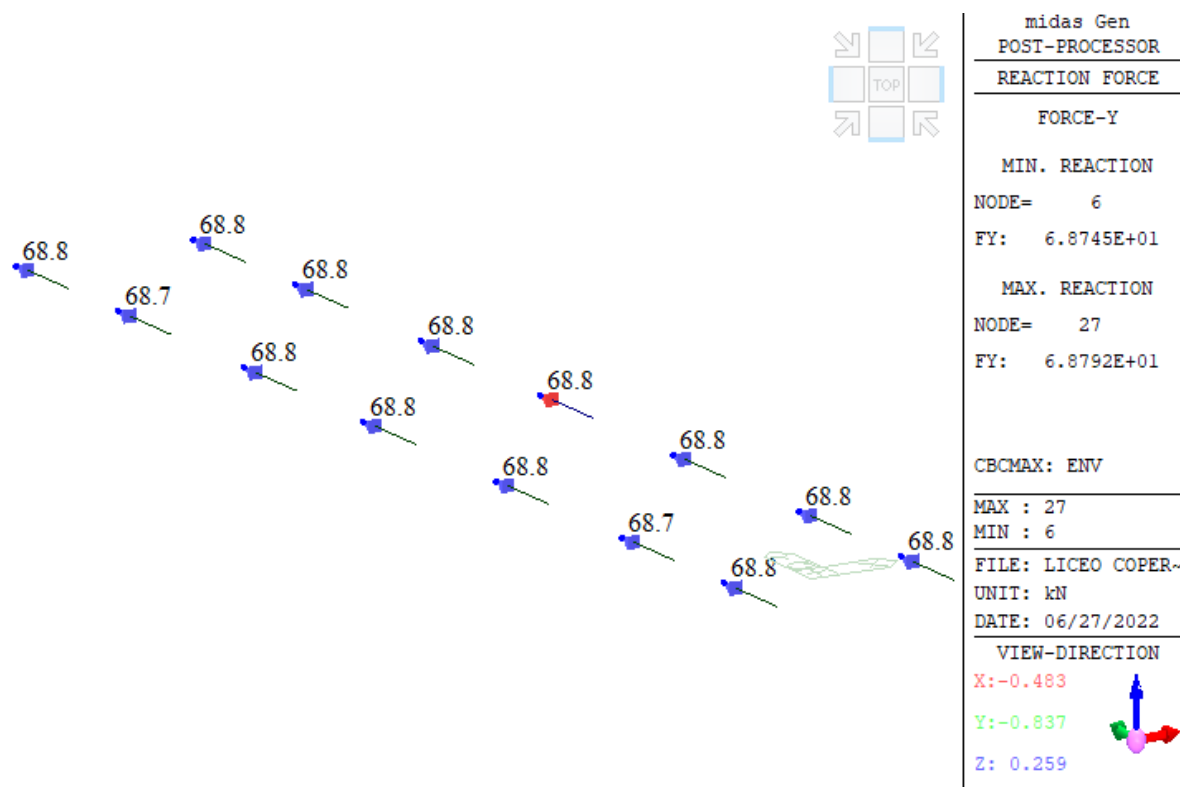 TOP
68.8
68.8
68.8
68.7
68.8
68.8
68.8
68.8
68.8
68.8
68.8
68.7
68.8
68.8
midas Gen
POST-PROCESSOR
REACTION FORCE
FORCE-Y
MIN. REACTION
NODE= 6
FY: 6.8745E+01
MAX. REACTION
NODE= 27
FY: 6.8792E+01
CBCMAX: ENV
MAX : 27
MIN : 6
FILE: LICEO COPER~
UNIT: kN
DATE: 06/27/2022
VIEW-DIRECTION
X:-0.483
Y:-0.837
Z: 0.259